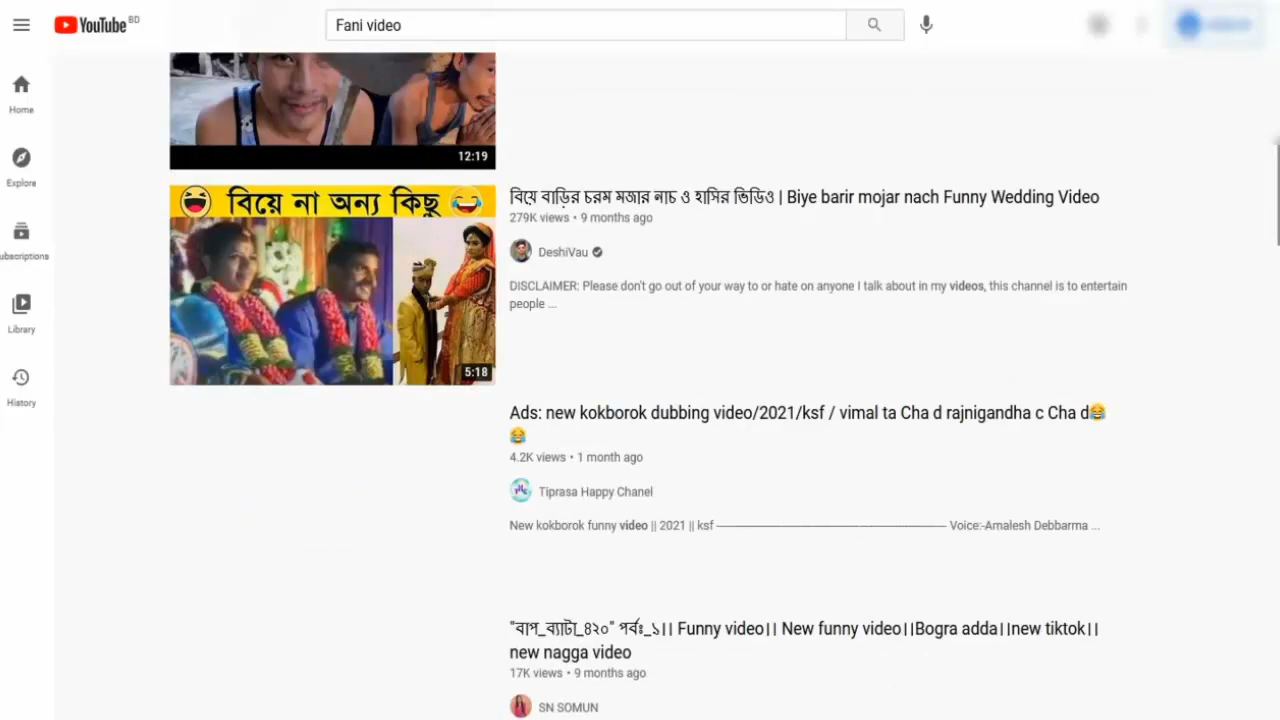 YouTube BD
Fani video
Home
Explore
ubscriptions
Library
History
12:19
বিয়ে না অন্য কিছু
5:18
বিয়ে বাড়ির চরম মজার নাচ ও হাসির ভিডিও | Biye barir mojar nach Funny Wedding Video
279K views • 9 months ago
DeshiVau
DISCLAIMER: Please don't go out of your way to or hate on anyone I talk about in my videos, this channel is to entertain
people ...
Ads: new kokborok dubbing video/2021/ksf / vimal ta Cha d rajnigandha c Cha d😂
😂
4.2K views • 1 month ago
Tiprasa Happy Chanel
New kokborok funny video || 2021 || ksf ---------------------------------------------------------- Voice:-Amalesh Debbarma ...
"বাপ_ব্যাটা_৪২০" পর্বঃ_১।। Funny video।। New funny video।।Bogra adda।।new tiktok।।
new nagga video
17K views • 9 months ago
SN SOMUN